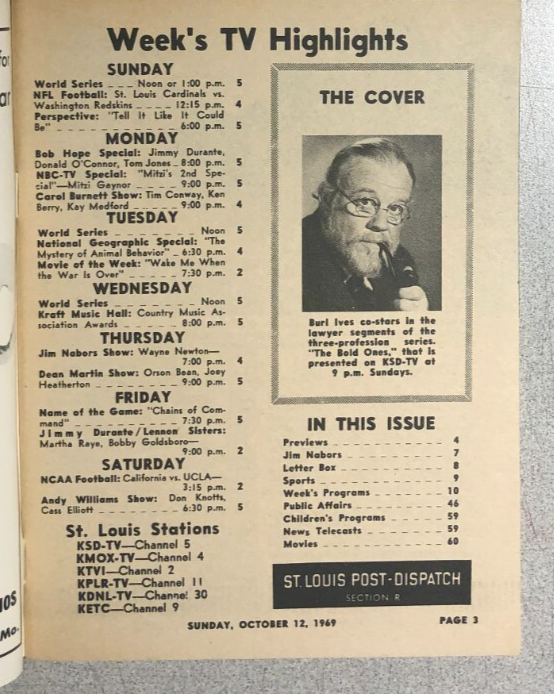 Week's TV Highlights
SUNDAY
World Series _ _ _ Noon or 1:00 p.m. 5
NFL Football: St. Louis Cardinals vs.
Washington Redskins _ _ _ _ 12:15 p.m. 4
Perspective: "Tell It Like It Could
Be" _ _ _ _ _ _ _ _ 6:00 p.m. 5
MONDAY
Bob Hope Special: Jimmy Durante,
Donald O'Connor, Tom Jones _ 8:00 p.m. 5
NBC-TV Special: "Mitzi's 2nd Spe-
cial"—Mitzi Gaynor _ _ _ _ 9:00 p.m. 5
Carol Burnett Show: Tim Conway, Ken
Berry, Kay Medford _ _ _ _ 9:00 p.m. 4
TUESDAY
World Series _ _ _ _ _ _ _ _ Noon 5
National Geographic Special: "The
Mystery of Animal Behavior" _ 6:30 p.m. 4
Movie of the Week: "Wake Me When
the War Is Over" _ _ _ _ 7:30 p.m. 2
WEDNESDAY
World Series _ _ _ _ _ _ _ _ Noon 5
Kraft Music Hall: Country Music As-
sociation Awards _ _ _ _ 8:00 p.m. 5
THURSDAY
Jim Nabors Show: Wayne Newton—
7:00 p.m. 4
Dean Martin Show: Orson Bean, Joey
Heatherton _ _ _ _ _ _ _ 9:00 p.m. 5
FRIDAY
Name of the Game: "Chains of Com-
mand" _ _ _ _ _ _ _ 7:30 p.m. 5
Jimmy Durante/Lennon Sisters:
Martha Raye, Bobby Goldsboro—
9:00 p.m. 2
SATURDAY
NCAA Football: California vs. UCLA—
3:15 p.m. 2
Andy Williams Show: Don Knotts,
Cass Elliott _ _ _ _ _ _ _ 6:30 p.m. 5
St. Louis Stations
KSD-TV—Channel 5
KMOX-TV—Channel 4
KTVI—Channel 2
KPLR-TV—Channel 11
KDNL-TV—Channel 30
KETC—Channel 9
THE COVER
Burl Ives co-stars in the
lawyer segments of the
three-profession series.
"The Bold Ones," that is
presented on KSD-TV at
9 p.m. Sundays.
IN THIS ISSUE
Previews _ _ _ _ _ _ _ _ 4
Jim Nabors _ _ _ _ _ _ _ _ 7
Letter Box _ _ _ _ _ _ _ _ 8
Sports _ _ _ _ _ _ _ _ 9
Week's Programs _ _ _ _ _ _ 10
Public Affairs _ _ _ _ _ _ _ 46
Children's Programs _ _ _ _ _ 59
News Telecasts _ _ _ _ _ _ 59
Movies _ _ _ _ _ _ _ _ 60
ST. LOUIS POST-DISPATCH
SECTION R
SUNDAY, OCTOBER 12, 1969 PAGE 3